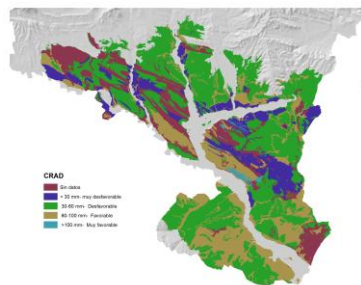 CRAD
Sin datos
< 30 mm- muy desfavorable
30-60 mm- Desfavorable
60-100 mm- Favorable
>100 mm- Muy favorable